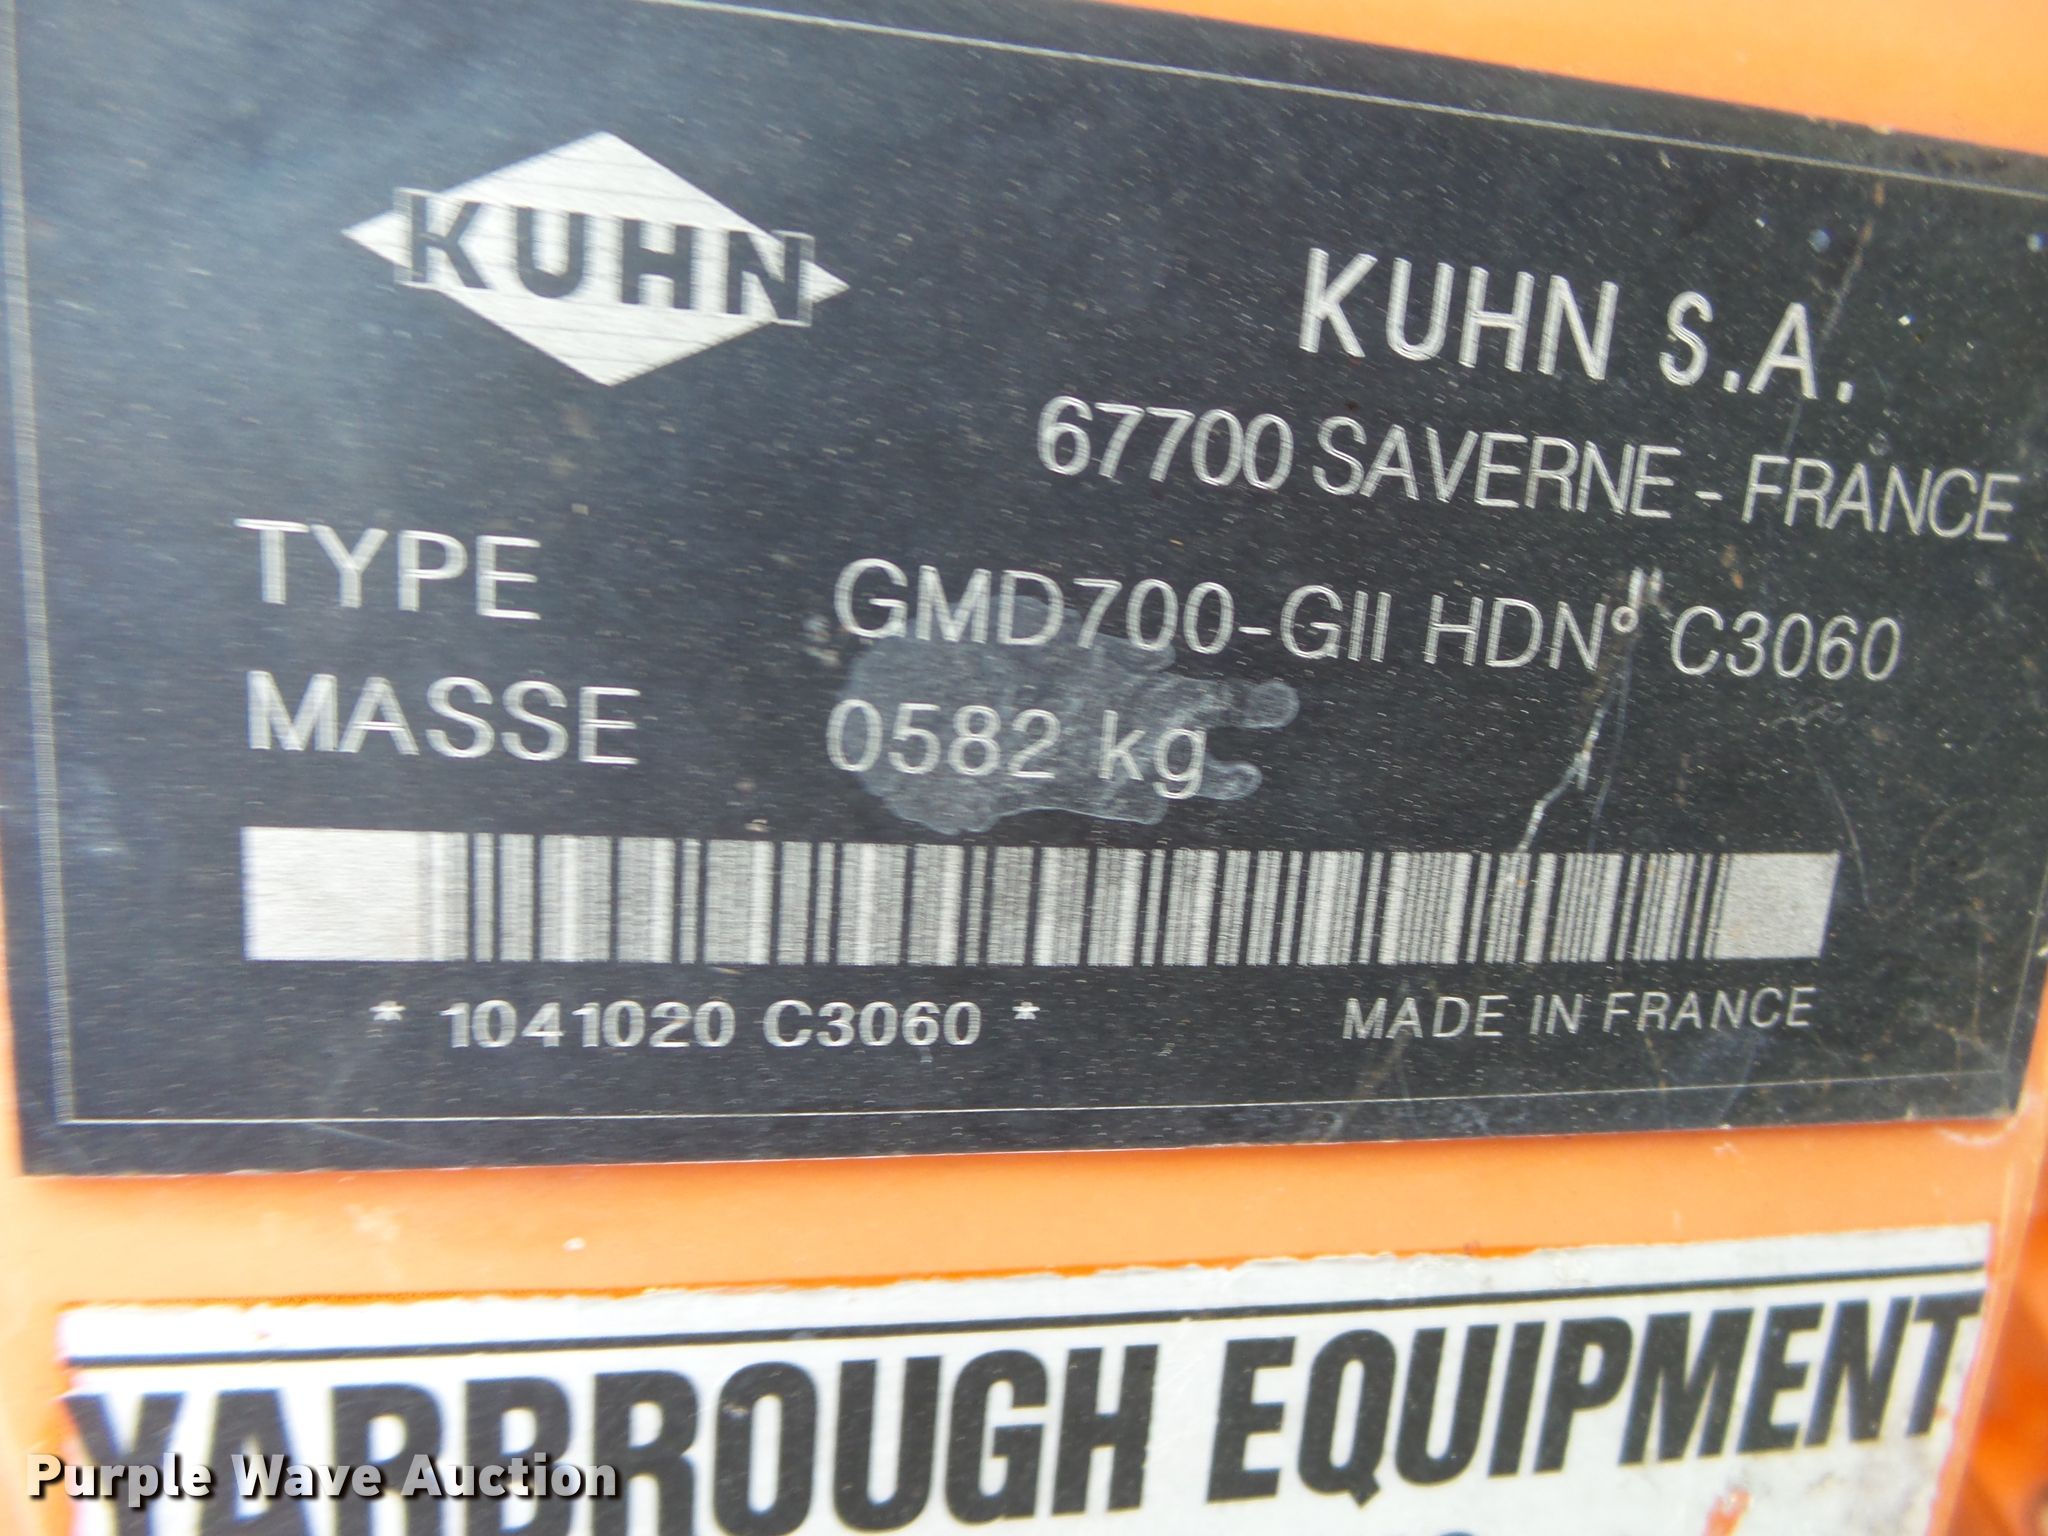 KUHN
KUHN S.A.
67700 SAVERNE - FRANCE
TYPE GMD700-GII HD N° C3060
MASSE 0582 kg
* 1041020 C3060 * MADE IN FRANCE
YARBROUGH EQUIPMENT
Purple Wave Auction